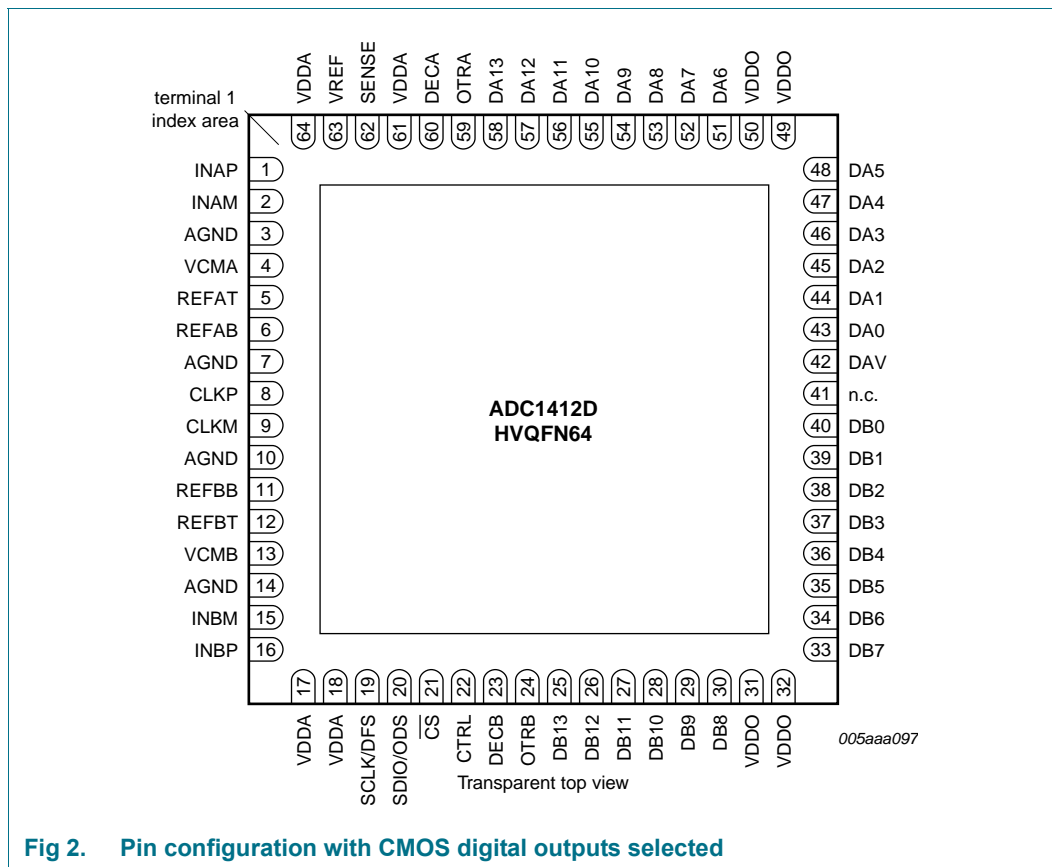 VDDA VREF SENSE VDDA DECA OTRA DA13 DA12 DA11 DA10 DA9 DA8 DA7 DA6 VDDO VDDO
terminal 1
index area
64 63 62 61 60 59 58 57 56 55 54 53 52 51 50 49
INAP 1 48 DA5
INAM 2 47 DA4
AGND 3 46 DA3
VCMA 4 45 DA2
REFAT 5 44 DA1
REFAB 6 43 DA0
AGND 7 42 DAV
CLKP 8 41 n.c.
ADC1412D
HVQFN64
CLKM 9 40 DB0
AGND 10 39 DB1
REFBB 11 38 DB2
REFBT 12 37 DB3
VCMB 13 36 DB4
AGND 14 35 DB5
INBM 15 34 DB6
INBP 16 33 DB7
17 18 19 20 21 22 23 24 25 26 27 28 29 30 31 32
VDDA VDDA SCLK/DFS SDIO/ODS CS CTRL DECB OTRB DB13 DB12 DB11 DB10 DB9 DB8 VDDO VDDO
005aaa097
Transparent top view
Fig 2. Pin configuration with CMOS digital outputs selected